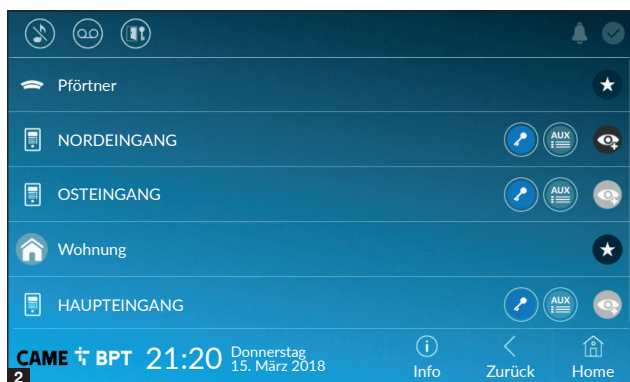 Pförtner
NORDEINGANG
AUX
OSTEINGANG
AUX
Wohnung
HAUPTEINGANG
AUX
CAME BPT 21:20 Donnerstag
15. März 2018
Info
Zurück
Home
2